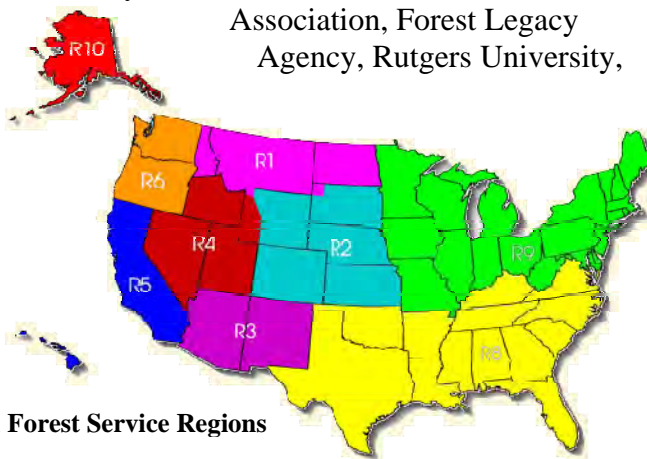 Association, Forest Legacy
Agency, Rutgers University,
R10
R6
R1
R4
R2
R9
R5
R3
R8
Forest Service Regions